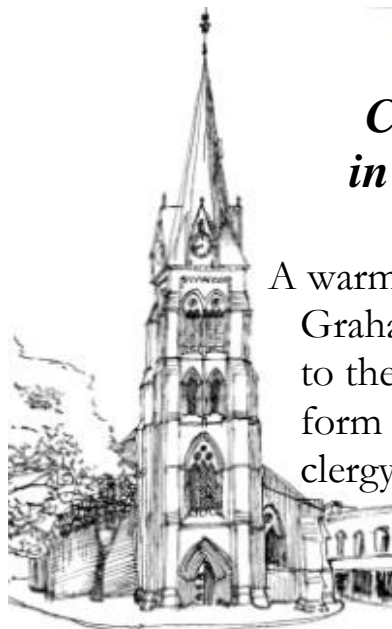 C
in
A warm
Graha
to the
form
clergy